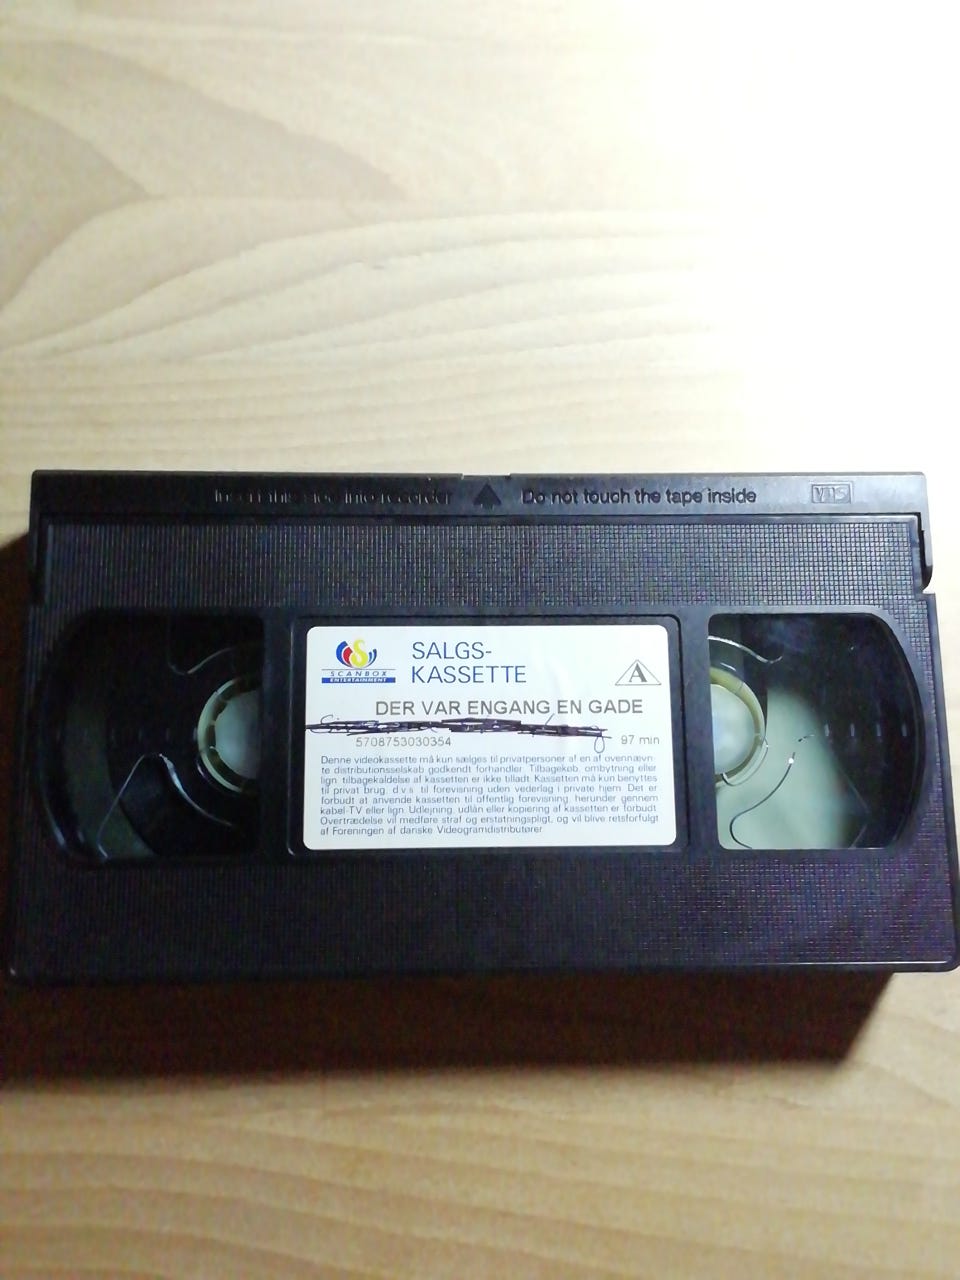 Insert this side into recorder Do not touch the tape inside VHS
SCANBOX
ENTERTAINMENT
SALGS-
KASSETTE
A
DER VAR ENGANG EN GADE
5708753030354 97 min
Denne videokassette må kun sælges til privatpersoner af en af ovennævn-
te distributionsselskab godkendt forhandler. Tilbagekøb, ombytning eller
lign. tilbagekaldelse af kassetten er ikke tilladt. Kassetten må kun benyttes
til privat brug, d.v.s. til forevisning uden vederlag i private hjem. Det er
forbudt at anvende kassetten til offentlig forevisning, herunder gennem
kabel-TV eller lign. Udlejning, udlån eller kopiering af kassetten er forbudt.
Overtrædelse vil medføre straf og erstatningspligt, og vil blive retsforfulgt
af Foreningen af danske Videogramdistributører.